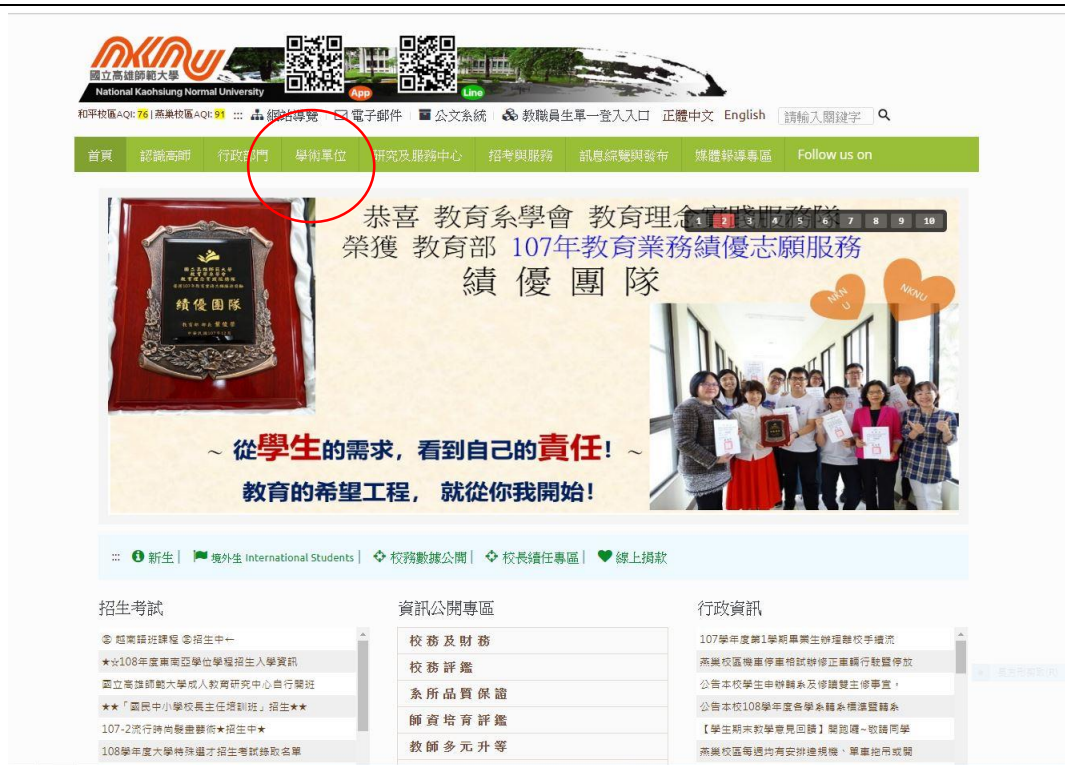 NKNU
國立高雄師範大學
National Kaohsiung Normal University
App
Line
和平校區AQI: 76 | 燕巢校區AQI: 91 ::: 網站導覽 電子郵件 公文系統 教職員生單一登入入口 正體中文 English 請輸入關鍵字
首頁 認識高師 行政部門 學術單位 研究及服務中心 招考與服務 訊息綜覽與發布 媒體報導專區 Follow us on
恭喜 教育系學會 教育理念實踐服務隊
1 2 3 4 5 6 7 8 9 10
榮獲 教育部 107年教育業務績優志願服務
績優團隊
績優團隊
NKNU
NKNU
~ 從學生的需求，看到自己的責任! ~
教育的希望工程， 就從你我開始!
::: 新生 | 境外生 International Students | 校務數據公開 | 校長續任專區 | 線上捐款
招生考試
越南語班課程 招生中←
★☆108年度東南亞學位學程招生入學資訊
國立高雄師範大學成人教育研究中心自行開班
★★「國民中小學校長主任培訓班」招生★★
107-2流行時尚髮畫藝術★招生中★
108學年度大學特殊選才招生考試錄取名單
資訊公開專區
校務及財務
校務評鑑
系所品質保證
師資培育評鑑
教師多元升等
行政資訊
107學年度第1學期畢業生辦理離校手續流
燕巢校區機車停車相試辦修正車輛行駛暨停放
公告本校學生申辦輔系及修讀雙主修事宜，
公告本校108學年度各學系輔系標準暨輔系
【學生期末教學意見回饋】開跑囉~敬請同學
燕巢校區每週均有安排違規機、單車拖吊或開